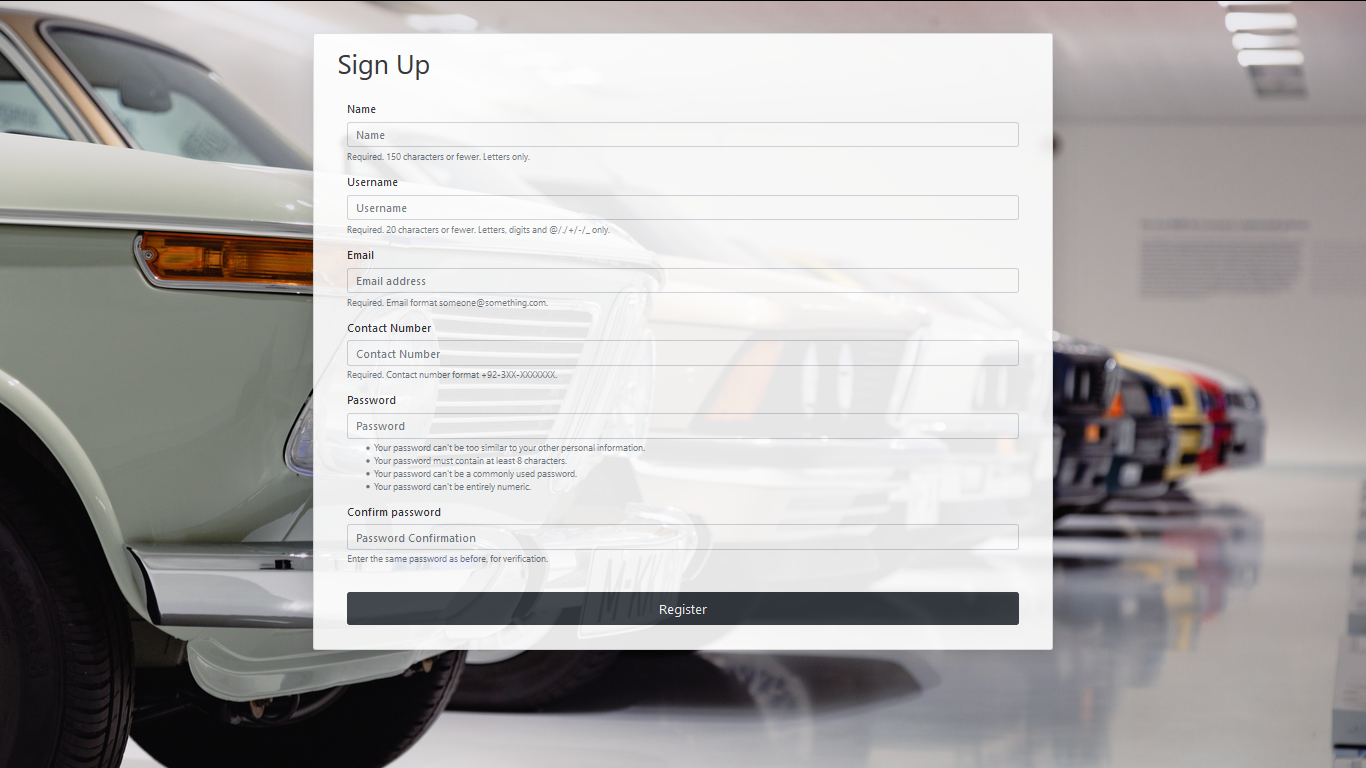 Sign Up
Name
Name
Required. 150 characters or fewer. Letters only.
Username
Username
Required. 20 characters or fewer. Letters, digits and @/./+/-/_ only.
Email
Email address
Required. Email format someone@something.com.
Contact Number
Contact Number
Required. Contact number format +92-3XX-XXXXXXX.
Password
Password
• Your password can't be too similar to your other personal information.
• Your password must contain at least 8 characters.
• Your password can't be a commonly used password.
• Your password can't be entirely numeric.
Confirm password
Password Confirmation
Enter the same password as before, for verification.
Register